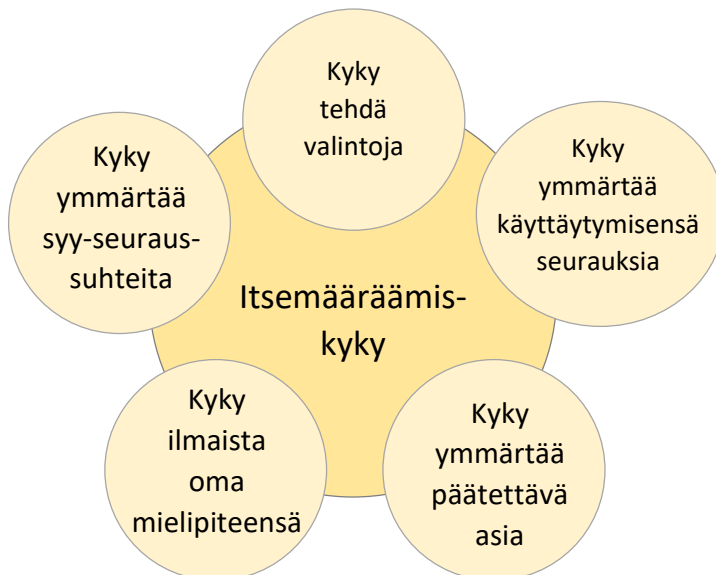 Kyky
tehdä
valintoja
Kyky
ymmärtää
syy-seuraus-
suhteita
Kyky
ymmärtää
käyttäytymisensä
seurauksia
Itsemääräämis-
kyky
Kyky
ilmaista
oma
mielipiteensä
Kyky
ymmärtää
päätettävä
asia